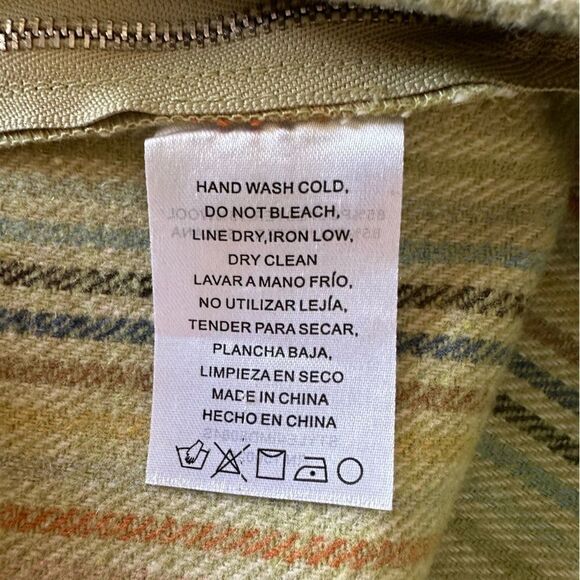 HAND WASH COLD,
DO NOT BLEACH,
LINE DRY,IRON LOW,
DRY CLEAN
LAVAR A MANO FRÍO,
NO UTILIZAR LEJÍA,
TENDER PARA SECAR,
PLANCHA BAJA,
LIMPIEZA EN SECO
MADE IN CHINA
HECHO EN CHINA